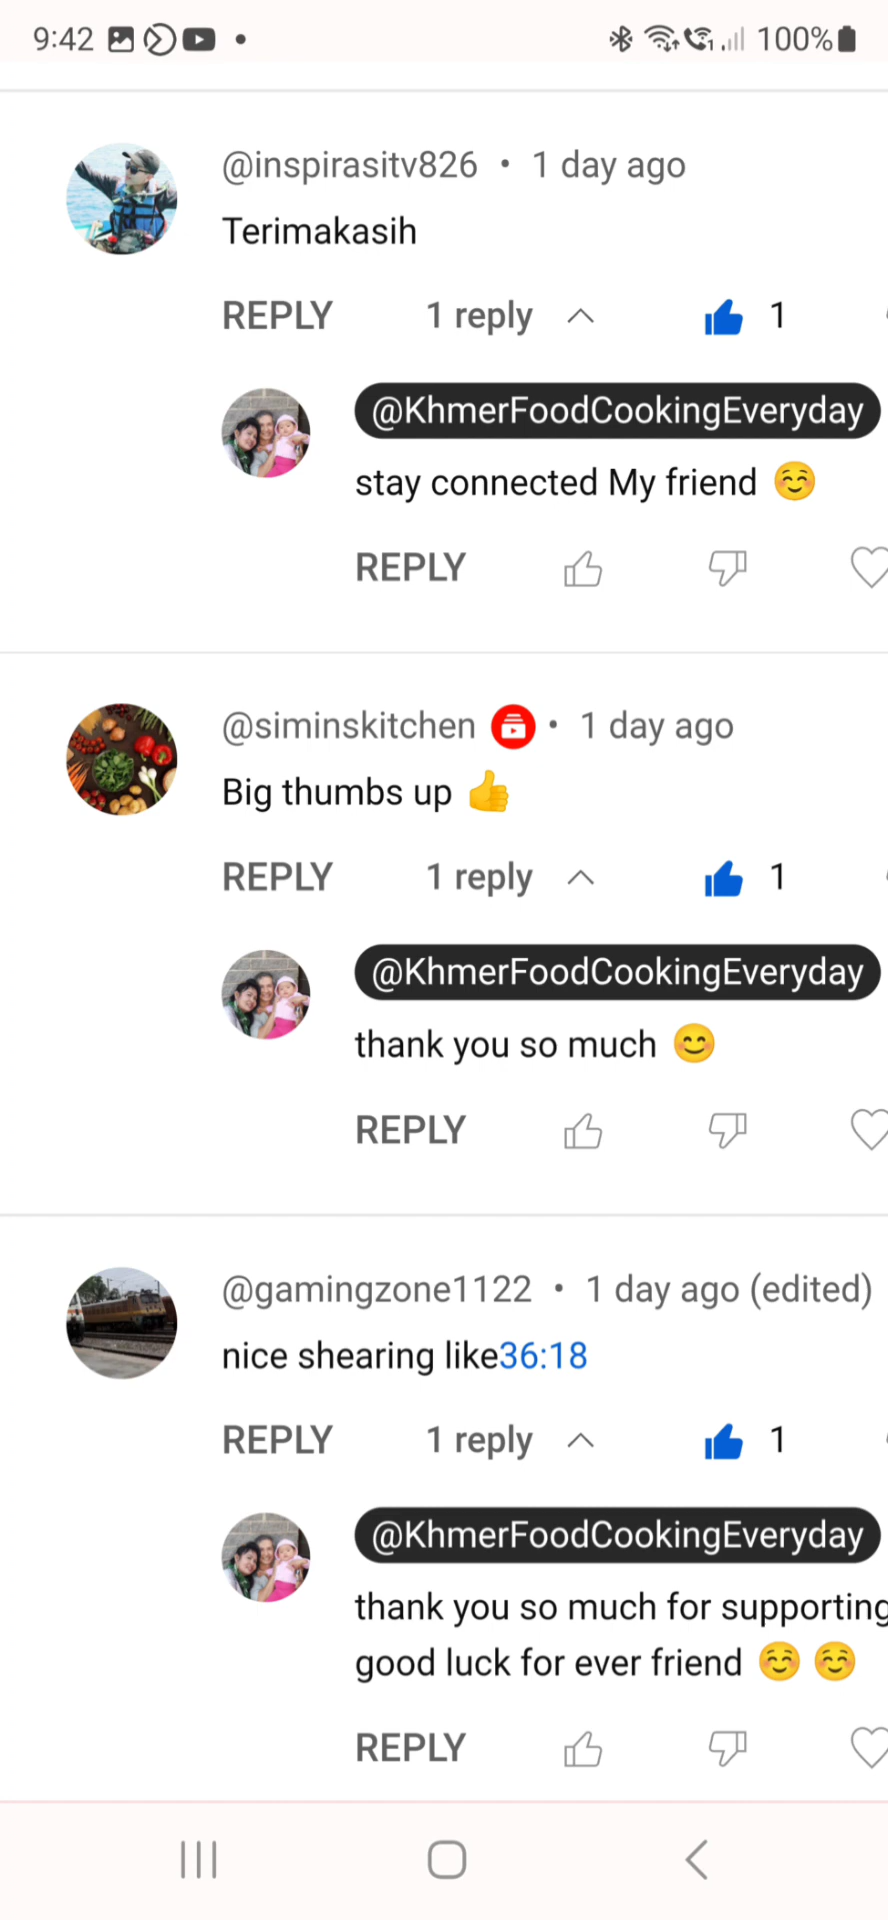 9:42 100%
@inspirasitv826 • 1 day ago
Terimakasih
REPLY 1 reply 1
@KhmerFoodCookingEveryday
stay connected My friend ☺️
REPLY
@siminskitchen • 1 day ago
Big thumbs up 👍
REPLY 1 reply 1
@KhmerFoodCookingEveryday
thank you so much 😊
REPLY
@gamingzone1122 • 1 day ago (edited)
nice shearing like36:18
REPLY 1 reply 1
@KhmerFoodCookingEveryday
thank you so much for supporting
good luck for ever friend ☺️ ☺️
REPLY